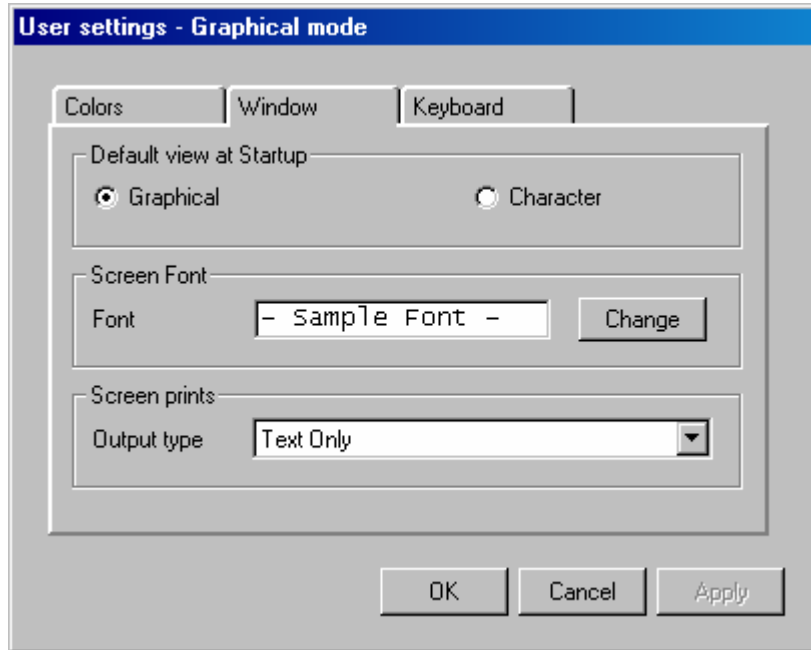 User settings - Graphical mode
Colors Window Keyboard
Default view at Startup
Graphical Character
Screen Font
Font - Sample Font - Change
Screen prints
Output type Text Only
OK Cancel Apply